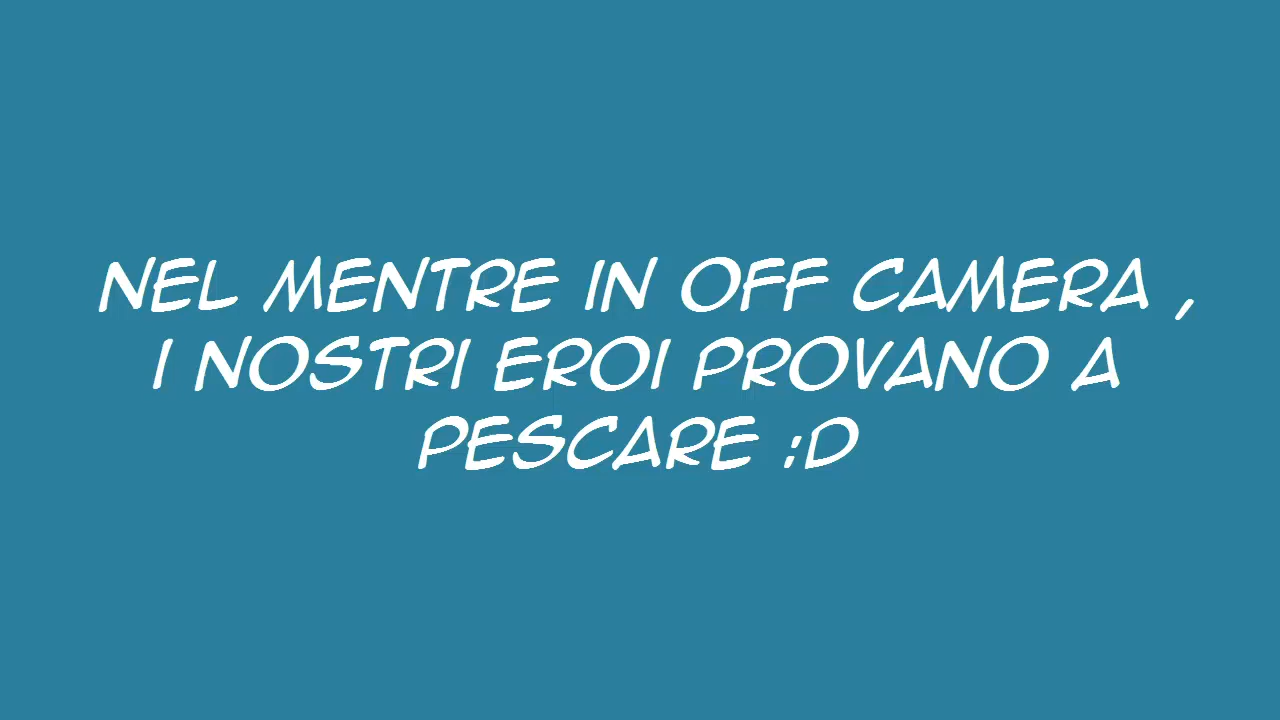 NEL MENTRE IN OFF CAMERA ,
I NOSTRI EROI PROVANO A
PESCARE :D